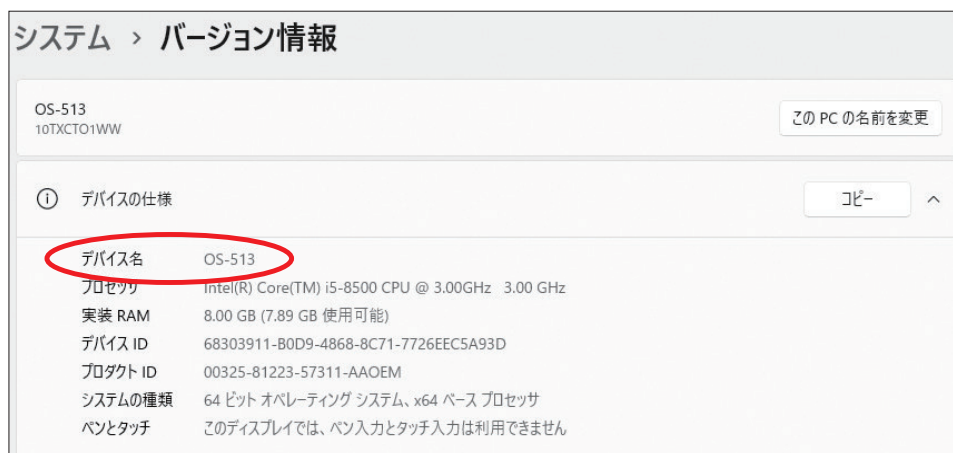 システム › バージョン情報
OS-513
10TXCTO1WW
この PC の名前を変更
デバイスの仕様
コピー
デバイス名 OS-513
プロセッサ Intel(R) Core(TM) i5-8500 CPU @ 3.00GHz 3.00 GHz
実装 RAM 8.00 GB (7.89 GB 使用可能)
デバイス ID 68303911-B0D9-4868-8C71-7726EEC5A93D
プロダクト ID 00325-81223-57311-AAOEM
システムの種類 64 ビット オペレーティング システム、x64 ベース プロセッサ
ペンとタッチ このディスプレイでは、ペン入力とタッチ入力は利用できません